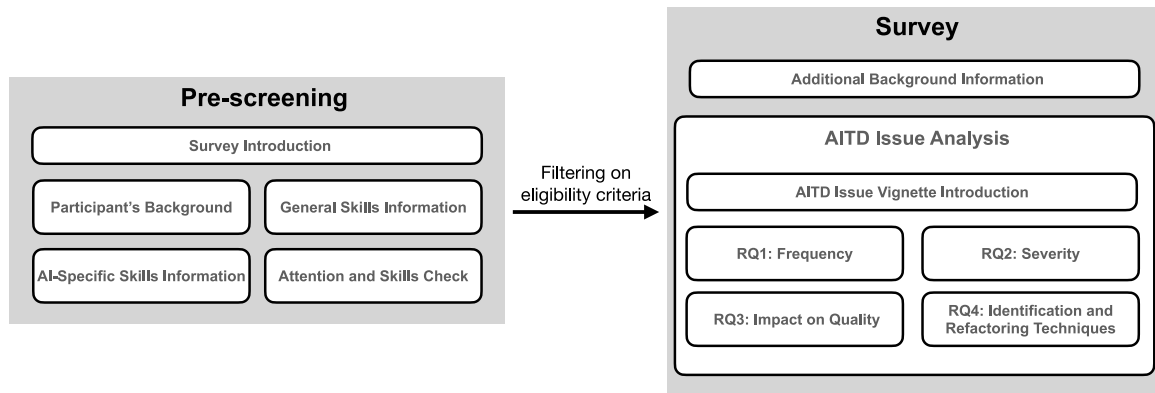 Pre-screening
Survey Introduction
Participant's Background
General Skills Information
AI-Specific Skills Information
Attention and Skills Check
Filtering on
eligibility criteria
Survey
Additional Background Information
AITD Issue Analysis
AITD Issue Vignette Introduction
RQ1: Frequency
RQ2: Severity
RQ3: Impact on Quality
RQ4: Identification and
Refactoring Techniques